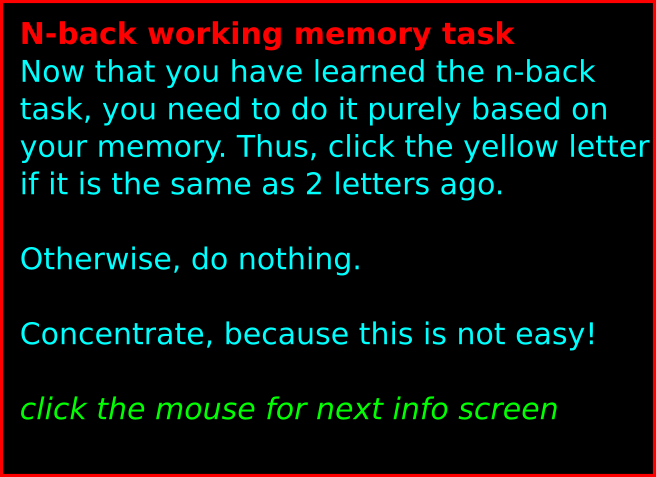 N-back working memory task
Now that you have learned the n-back
task, you need to do it purely based on
your memory. Thus, click the yellow letter
if it is the same as 2 letters ago.
Otherwise, do nothing.
Concentrate, because this is not easy!
click the mouse for next info screen